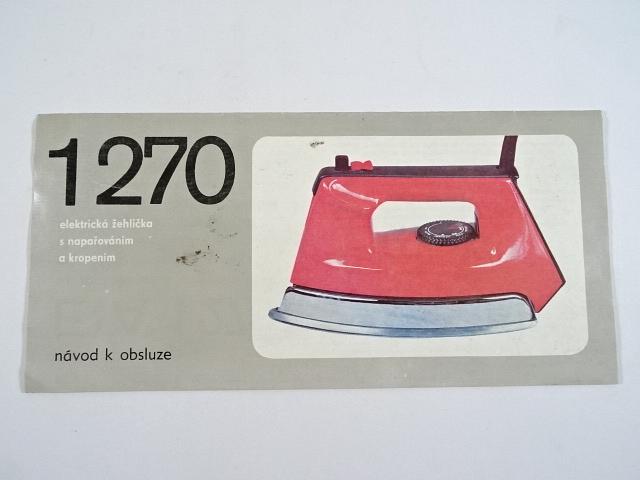 1270
elektrická žehlička
s napařováním
a kropením
návod k obsluze